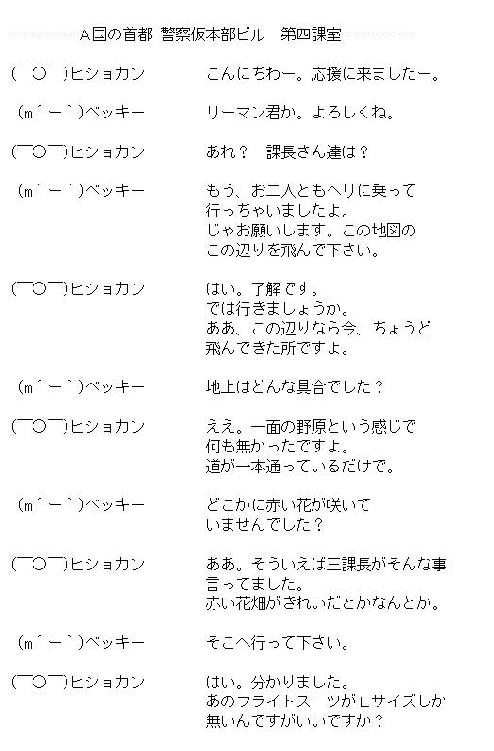 A国の首都 警察仮本部ビル 第四課室
(￣○￣)ヒショカン こんにちわー。応援に来ましたー。
(m´ー｀)ベッキー リーマン君か。よろしくね。
(￣○￣)ヒショカン あれ？ 課長さん達は？
(m´ー｀)ベッキー もう、お二人ともヘリに乗って
行っちゃいましたよ。
じゃお願いします。この地図の
この辺りを飛んで下さい。
(￣○￣)ヒショカン はい。了解です。
では行きましょうか。
ああ、この辺りなら今、ちょうど
飛んできた所ですよ。
(m´ー｀)ベッキー 地上はどんな具合でした？
(￣○￣)ヒショカン ええ。一面の野原という感じで
何も無かったですよ。
道が一本通っているだけで。
(m´ー｀)ベッキー どこかに赤い花が咲いて
いませんでした？
(￣○￣)ヒショカン ああ。そういえば三課長がそんな事
言ってました。
赤い花畑がきれいだとかなんとか。
(m´ー｀)ベッキー そこへ行って下さい。
(￣○￣)ヒショカン はい。分かりました。
あのフライトスーツがLサイズしか
無いんですがいいですか？